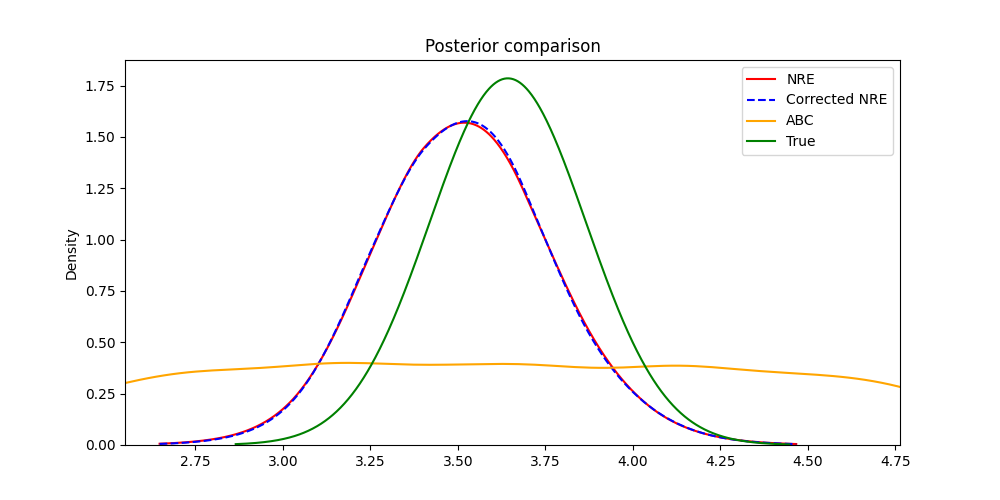 Posterior comparison
NRE
Corrected NRE
ABC
True
Density
1.75
1.50
1.25
1.00
0.75
0.50
0.25
0.00
2.75 3.00 3.25 3.50 3.75 4.00 4.25 4.50 4.75